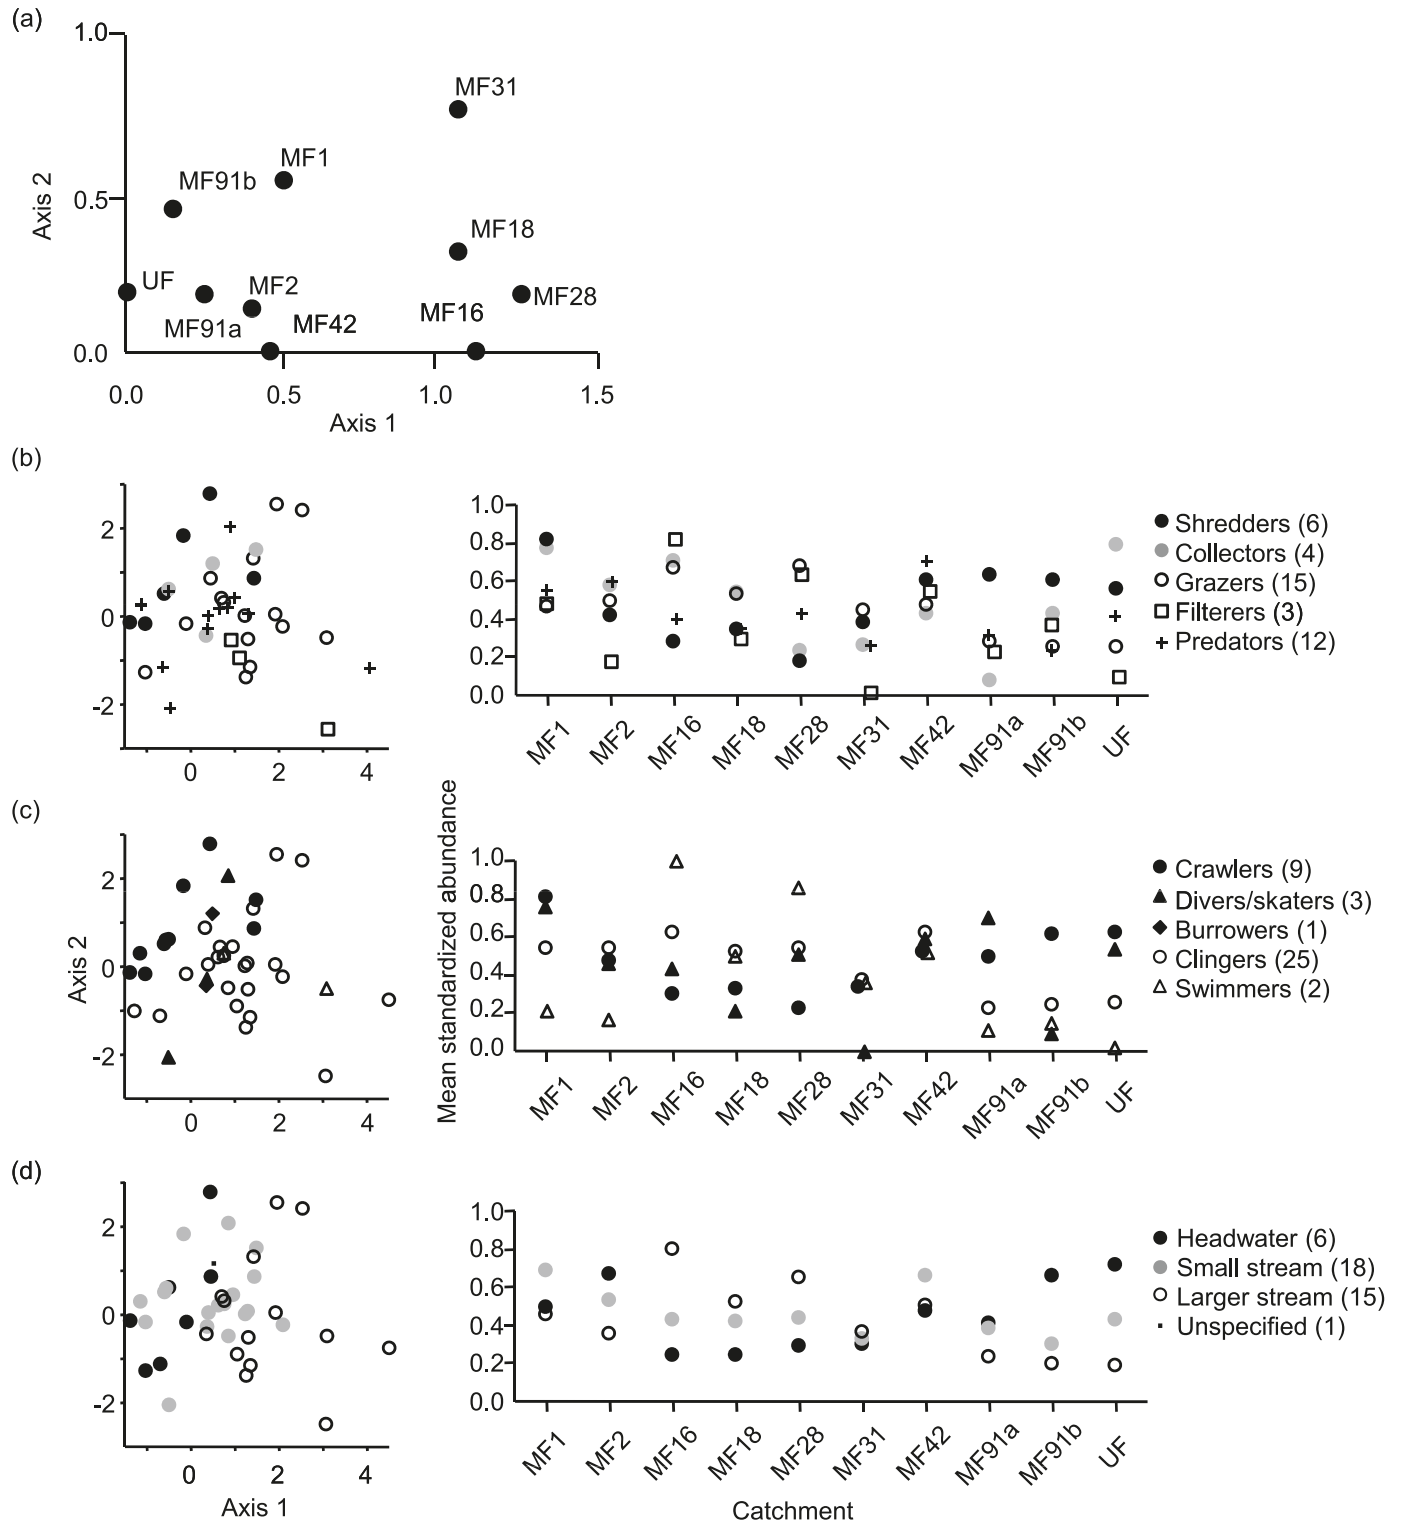 (a)
1.0
0.5
0.0
Axis 2
MF31
MF1
MF91b
MF18
UF
MF2
MF28
MF91a
MF42
MF16
0.0 0.5 1.0 1.5
Axis 1
(b)
2
0
-2
0 2 4
1.0
0.8
0.6
0.4
0.2
0.0
MF1 MF2 MF16 MF18 MF28 MF31 MF42 MF91a MF91b UF
Shredders (6)
Collectors (4)
Grazers (15)
Filterers (3)
Predators (12)
(c)
Axis 2
2
0
-2
0 2 4
Mean standardized abundance
1.0
0.8
0.6
0.4
0.2
0.0
MF1 MF2 MF16 MF18 MF28 MF31 MF42 MF91a MF91b UF
Crawlers (9)
Divers/skaters (3)
Burrowers (1)
Clingers (25)
Swimmers (2)
(d)
2
0
-2
0 2 4
Axis 1
1.0
0.8
0.6
0.4
0.2
0.0
MF1 MF2 MF16 MF18 MF28 MF31 MF42 MF91a MF91b UF
Catchment
Headwater (6)
Small stream (18)
Larger stream (15)
Unspecified (1)